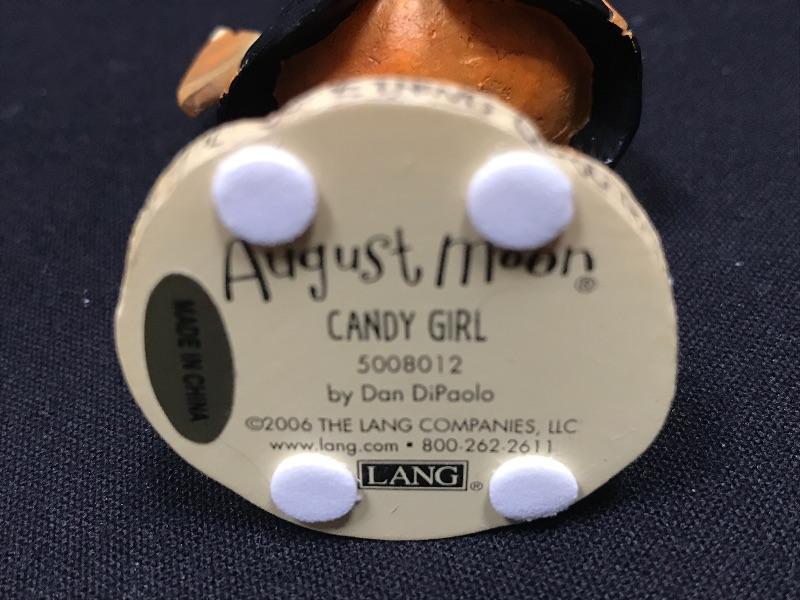 August Moon®
CANDY GIRL
5008012
by Dan DiPaolo
©2006 THE LANG COMPANIES, LLC
www.lang.com • 800-262-2611
LANG®
MADE IN CHINA